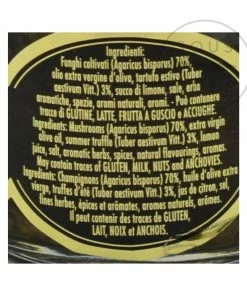 Ingredienti:
Funghi coltivati (Agaricus bisporus) 70%,
olio extra vergine d'oliva, tartufo estivo (Tuber
aestivum Vitt.) 3%, succo di limone, sale, erbe
aromatiche, spezie, aromi naturali, aromi. - Può contenere
tracce di GLUTINE, LATTE, FRUTTA A GUSCIO e ACCIUGHE.
Ingredients: Mushrooms (Agaricus bisporus) 70%, extra virgin
olive oil, summer truffle (Tuber aestivum Vitt.) 3%, lemon
juice, salt, aromatic herbs, spices, natural flavourings, aromas.
May contain traces of GLUTEN, MILK, NUTS and ANCHOVIES.
Ingredients: Champignons (Agaricus bisporus) 70%, huile d'olive extra
vierge, truffes d'été (Tuber aestivum Vitt.) 3%, jus de citron, sel,
fines herbes, épices et arômates, aromes naturels, arômes.
Il peut contenir des traces de GLUTEN,
LAIT, NOIX et ANCHOIS.